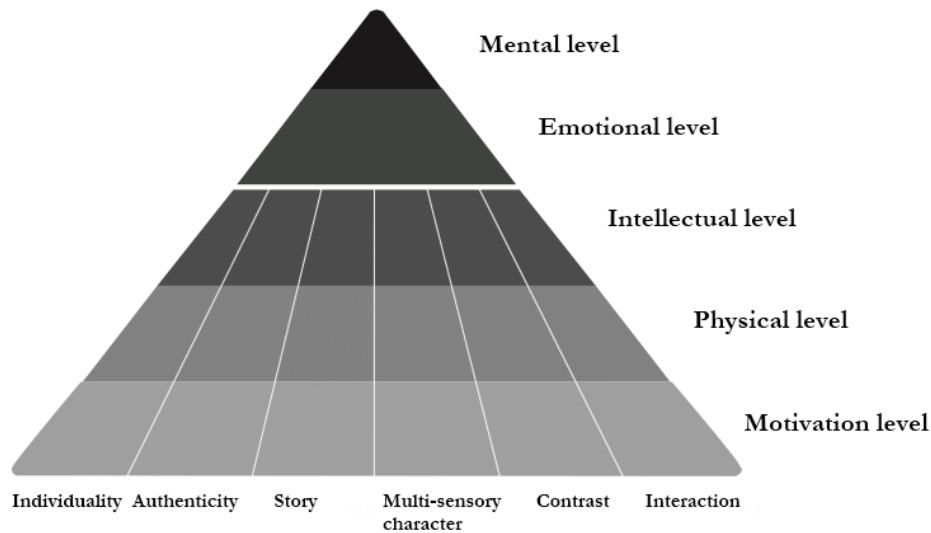 Mental level
Emotional level
Intellectual level
Physical level
Motivation level
Individuality Authenticity Story Multi-sensory Contrast Interaction
character